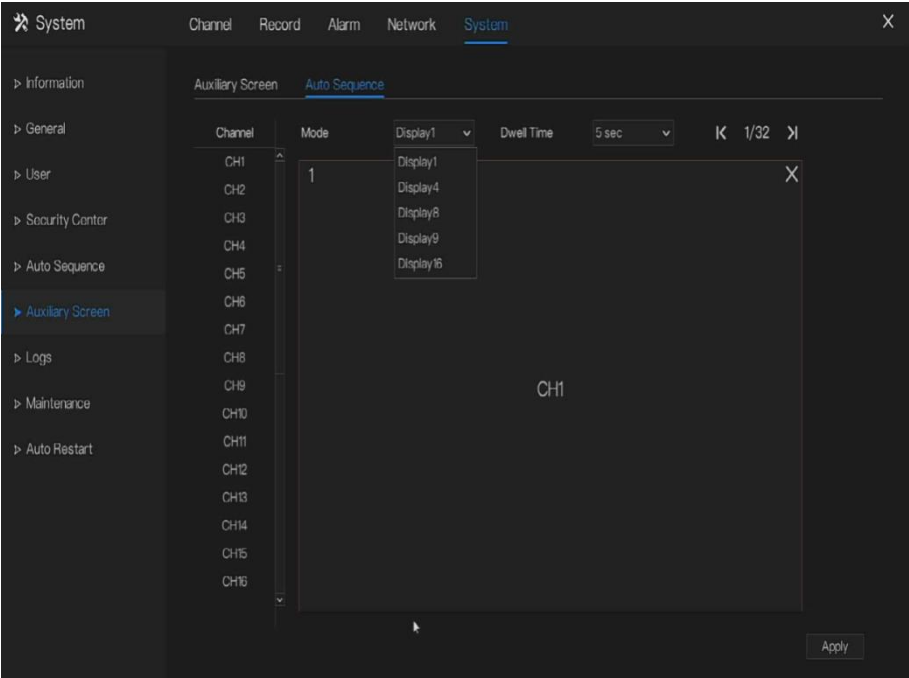 System Channel Record Alarm Network System X
Information
General
User
Security Center
Auto Sequence
Auxiliary Screen
Logs
Maintenance
Auto Restart
Auxiliary Screen Auto Sequence
Channel Mode Display1 Dwell Time 5 sec 1/32
Display1
Display4
Display8
Display9
Display16
CH1
CH2
CH3
CH4
CH5
CH6
CH7
CH8
CH9
CH10
CH11
CH12
CH13
CH14
CH15
CH16
1 X
CH1
Apply